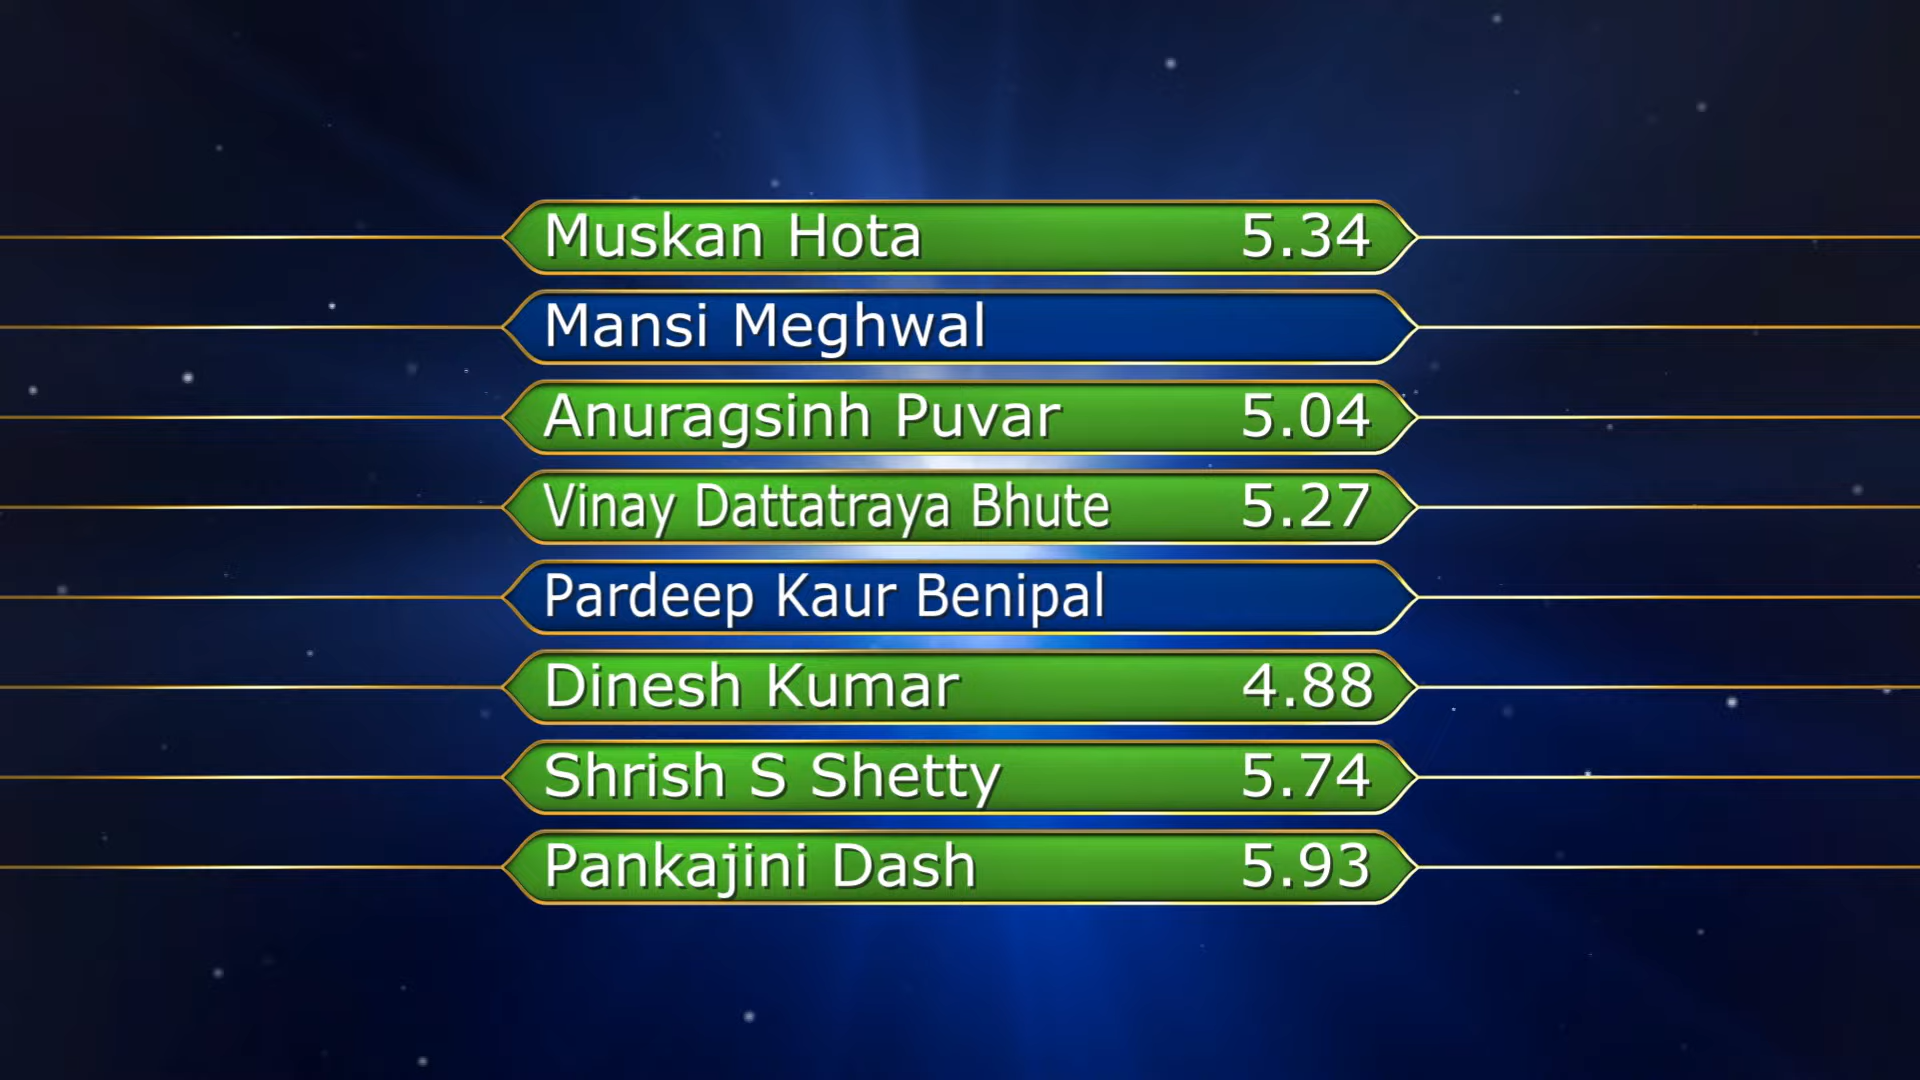 Muskan Hota 5.34
Mansi Meghwal
Anuragsinh Puvar 5.04
Vinay Dattatraya Bhute 5.27
Pardeep Kaur Benipal
Dinesh Kumar 4.88
Shrish S Shetty 5.74
Pankajini Dash 5.93